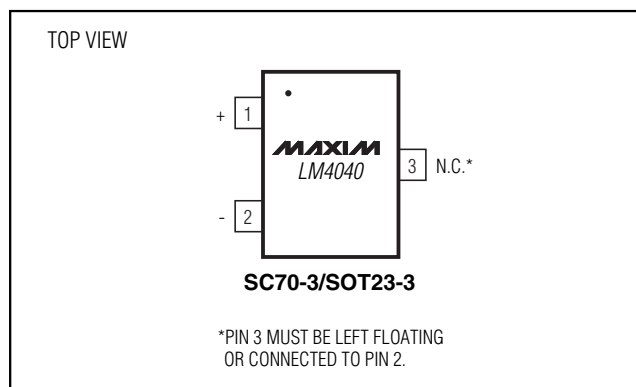 TOP VIEW
+ 1
MAXIM
LM4040
3 N.C.*
- 2
SC70-3/SOT23-3
*PIN 3 MUST BE LEFT FLOATING
OR CONNECTED TO PIN 2.